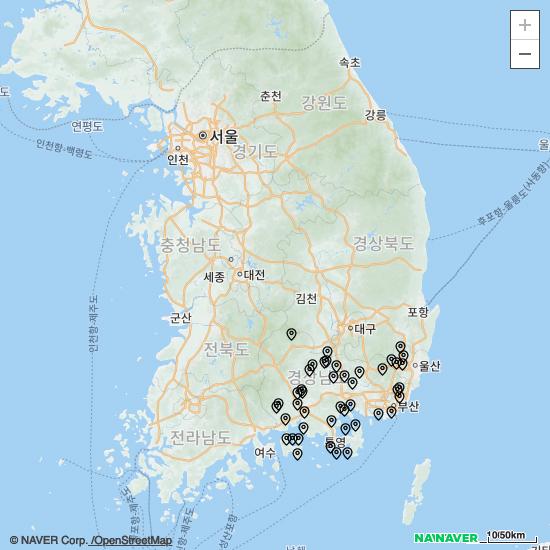 +
−
속초
춘천
강원도
강릉
도
연평도
서울
인천
경기도
울
인천항-백령도
후포항-울릉도(사동항)
충청남도
경상북도
세종
대전
김천
포항
인천항-제주도
군산
대구
전북도
울산
경상남
부산
전라남도
통영
여수
© NAVER Corp. /OpenStreetMap
NAVER
10/50km